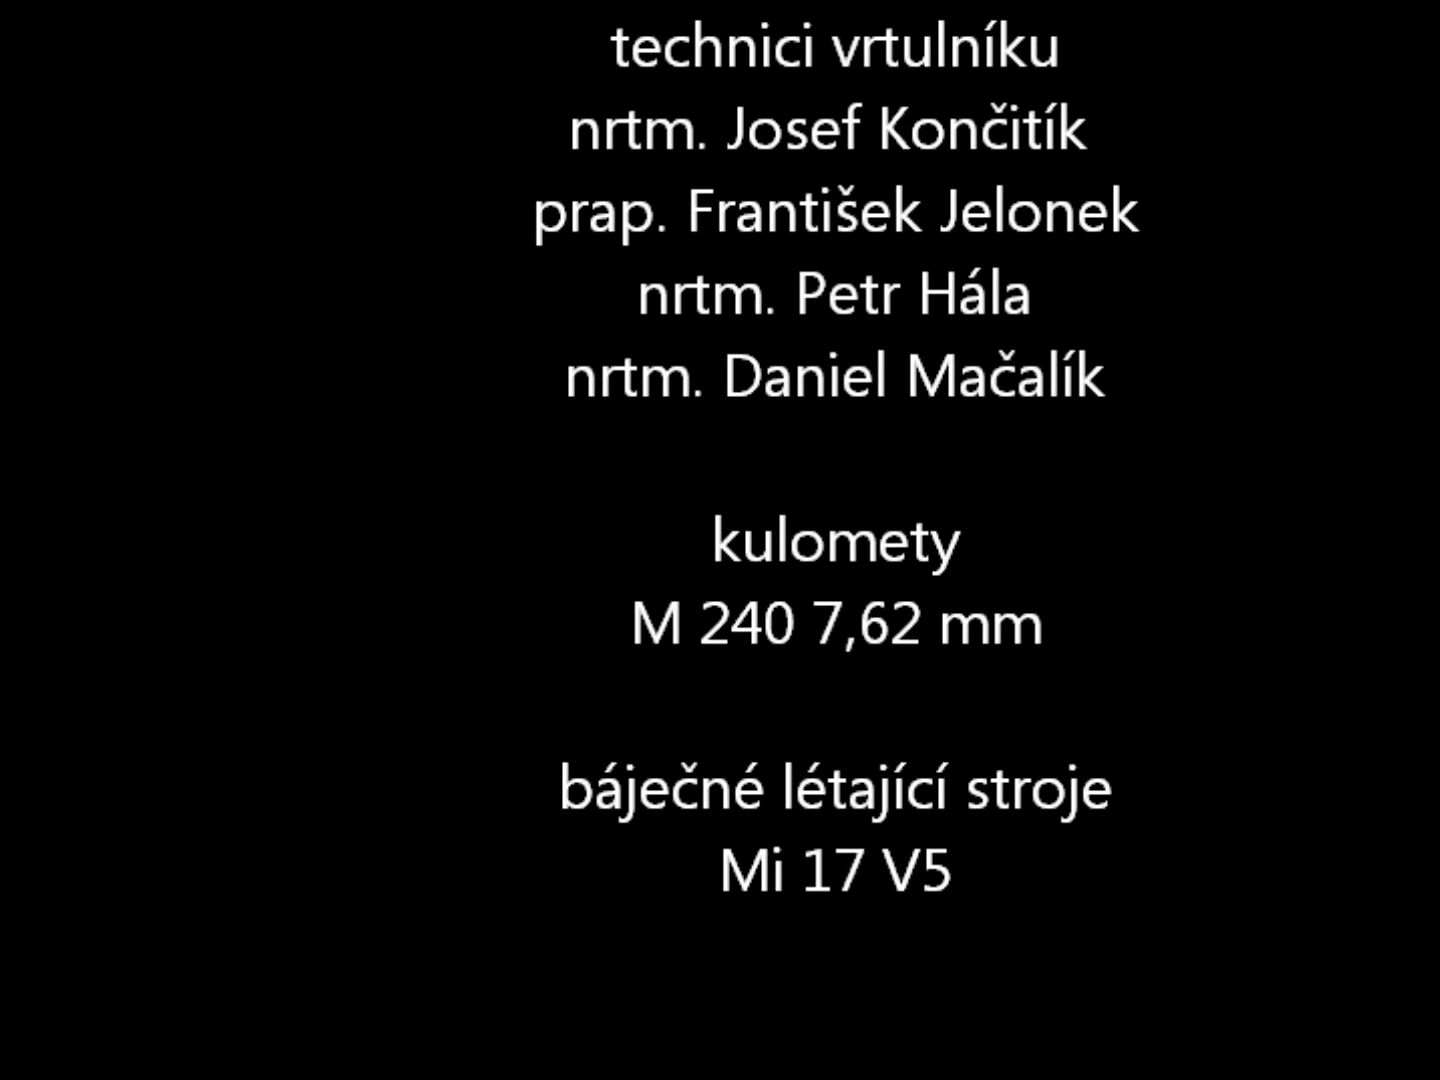 technici vrtulníku
nrtm. Josef Končitík
prap. František Jelonek
nrtm. Petr Hála
nrtm. Daniel Mačalík
kulomety
M 240 7,62 mm
báječné létající stroje
Mi 17 V5